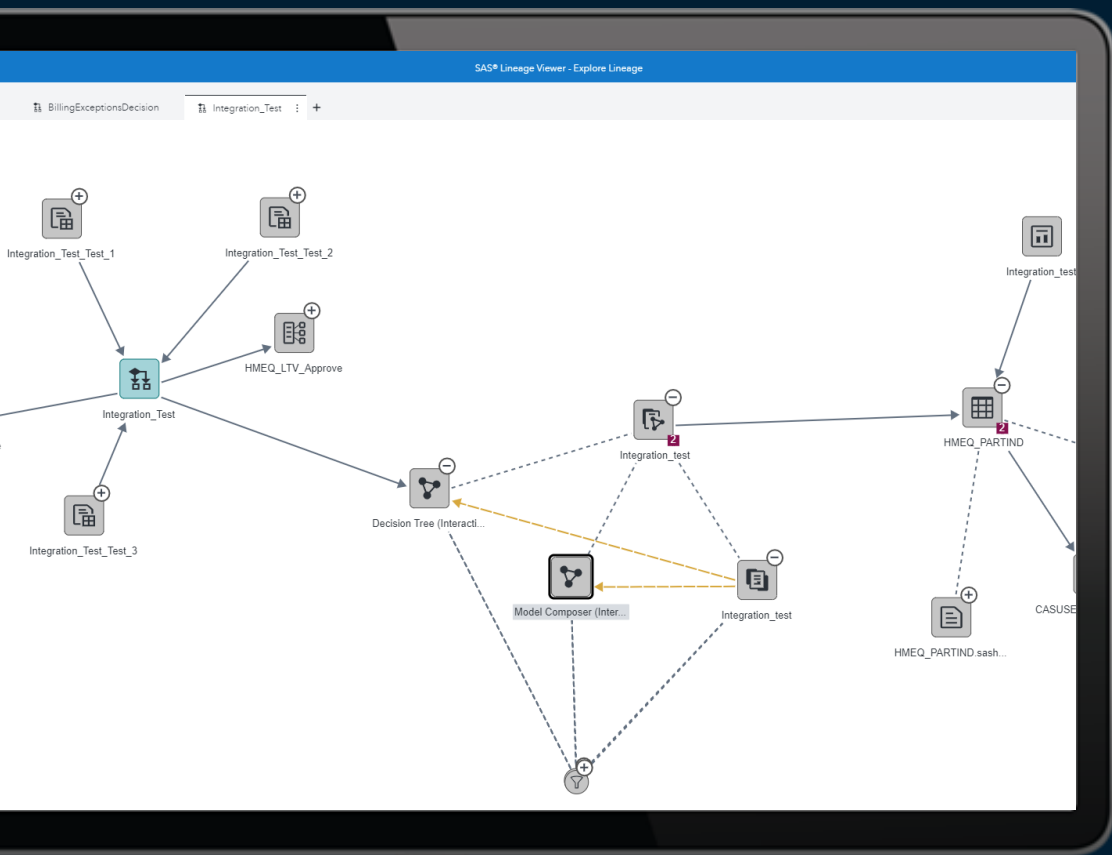 SAS® Lineage Viewer - Explore Lineage
BillingExceptionsDecision
Integration_Test
Integration_Test_Test_1
Integration_Test_Test_2
Integration_test
HMEQ_LTV_Approve
Integration_Test
2
Integration_test
2
HMEQ_PARTIND
Decision Tree (Interacti...
Integration_Test_Test_3
Model Composer (Inter...
Integration_test
CASUSE
HMEQ_PARTIND.sash...